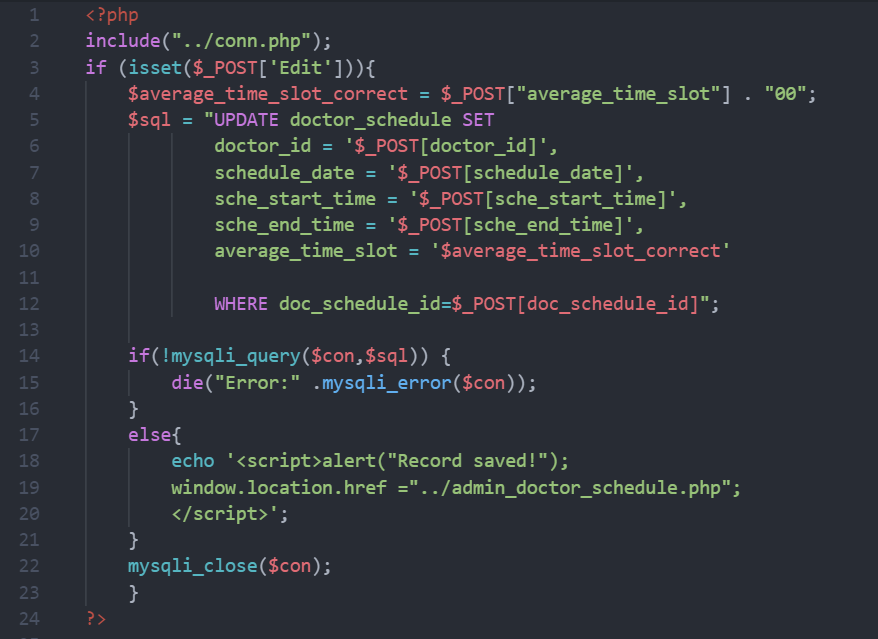 1 <?php
2 include("../conn.php");
3 if (isset($_POST['Edit'])){
4 $average_time_slot_correct = $_POST["average_time_slot"] . "00";
5 $sql = "UPDATE doctor_schedule SET
6 doctor_id = '$_POST[doctor_id]',
7 schedule_date = '$_POST[schedule_date]',
8 sche_start_time = '$_POST[sche_start_time]',
9 sche_end_time = '$_POST[sche_end_time]',
10 average_time_slot = '$average_time_slot_correct'
11
12 WHERE doc_schedule_id=$_POST[doc_schedule_id]";
13
14 if(!mysqli_query($con,$sql)) {
15 die("Error:" .mysqli_error($con));
16 }
17 else{
18 echo '<script>alert("Record saved!");
19 window.location.href ="../admin_doctor_schedule.php";
20 </script>';
21 }
22 mysqli_close($con);
23 }
24 ?>